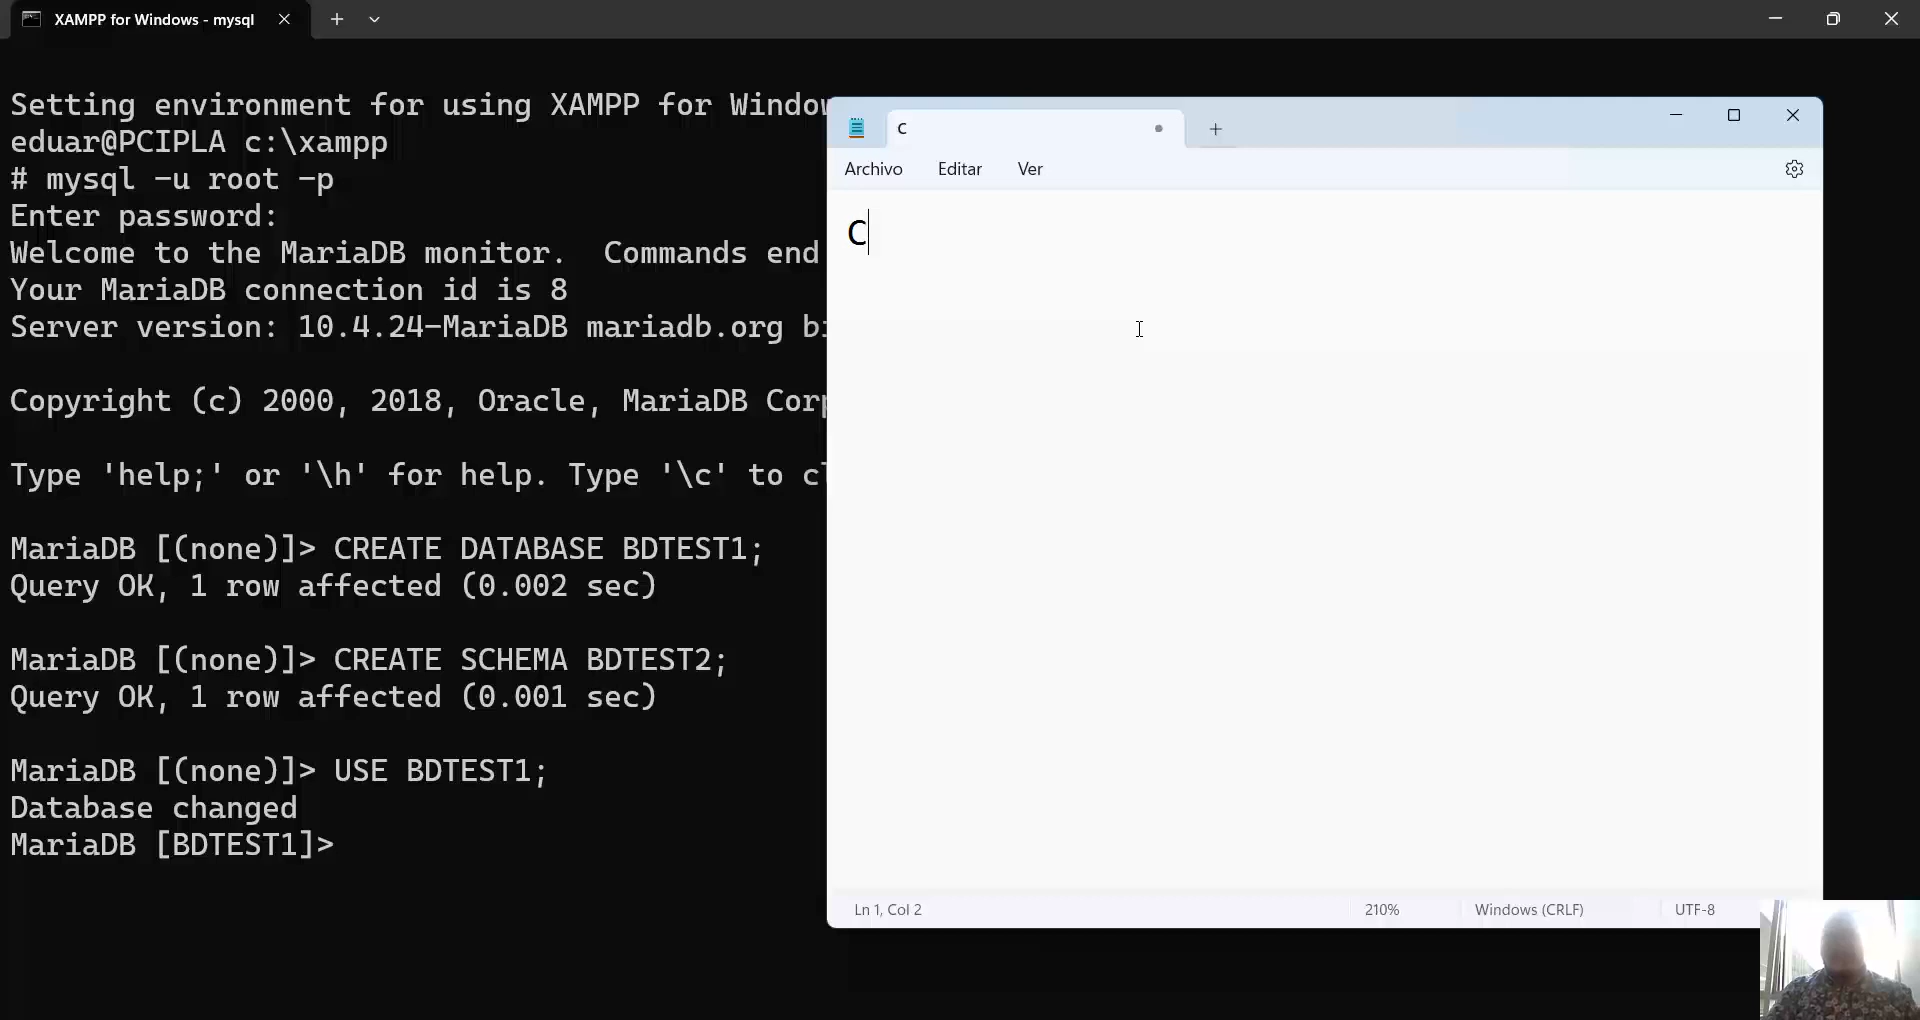 XAMPP for Windows - mysql
Setting environment for using XAMPP for
eduar@PCIPLA c:\xampp
# mysql -u root -p
Enter password:
Welcome to the MariaDB monitor.  Commands end
Your MariaDB connection id is 8
Server version: 10.4.24-MariaDB mariadb.org
Copyright (c) 2000, 2018, Oracle, MariaDB
Type 'help;' or '\h' for help. Type '\c' to
MariaDB [(none)]> CREATE DATABASE BDTEST1;
Query OK, 1 row affected (0.002 sec)
MariaDB [(none)]> CREATE SCHEMA BDTEST2;
Query OK, 1 row affected (0.001 sec)
MariaDB [(none)]> USE BDTEST1;
Database changed
MariaDB [BDTEST1]>
C
Archivo Editar Ver
C
Ln 1, Col 2 210% Windows (CRLF) UTF-8